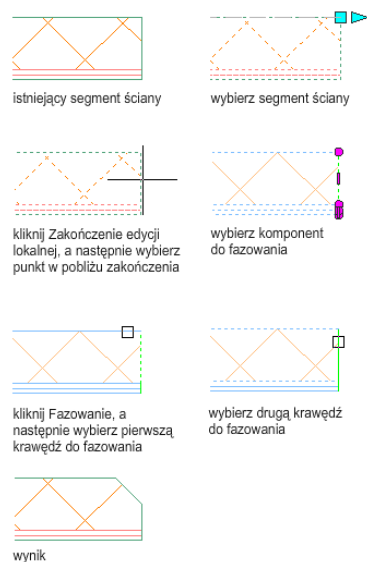 istniejący segment ściany
wybierz segment ściany
kliknij Zakończenie edycji
lokalnej, a następnie wybierz
punkt w pobliżu zakończenia
wybierz komponent
do fazowania
kliknij Fazowanie, a
następnie wybierz pierwszą
krawędź do fazowania
wybierz drugą krawędź
do fazowania
wynik